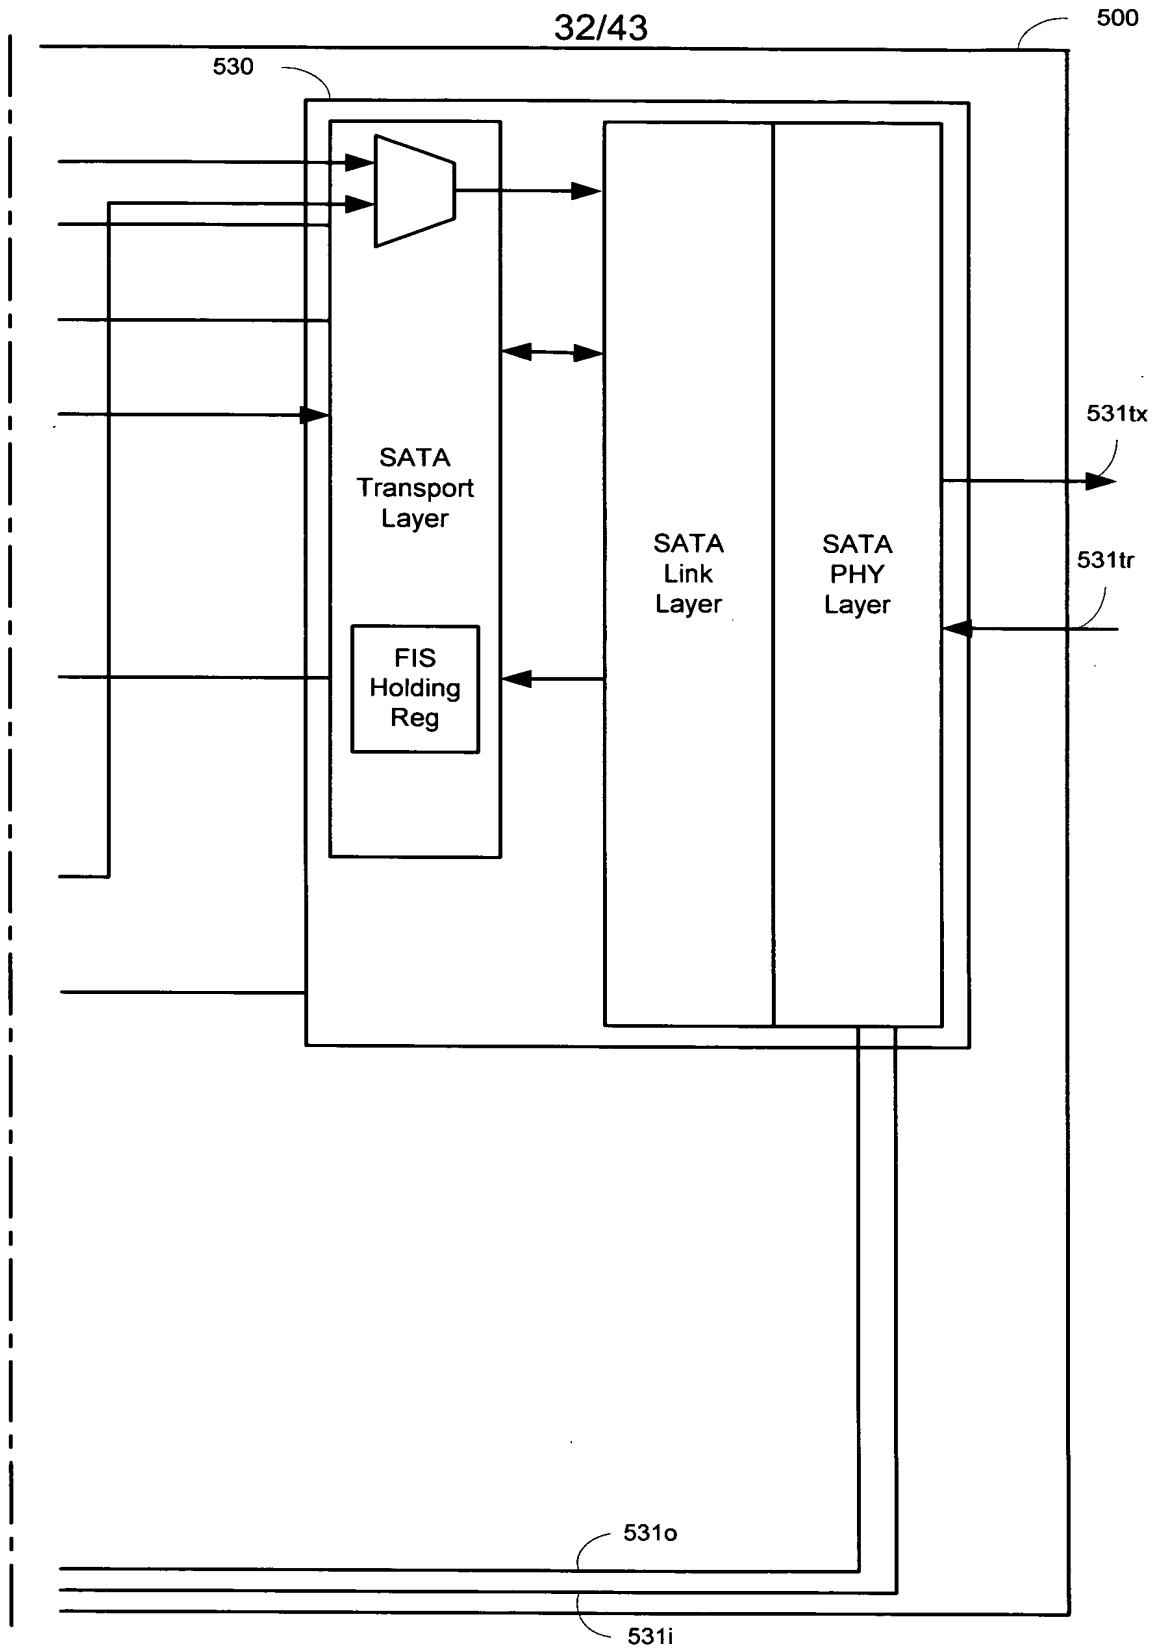 32/43
500
530
531tx
SATA
Transport
Layer
SATA
Link
Layer
SATA
PHY
Layer
531tr
FIS
Holding
Reg
531o
531i